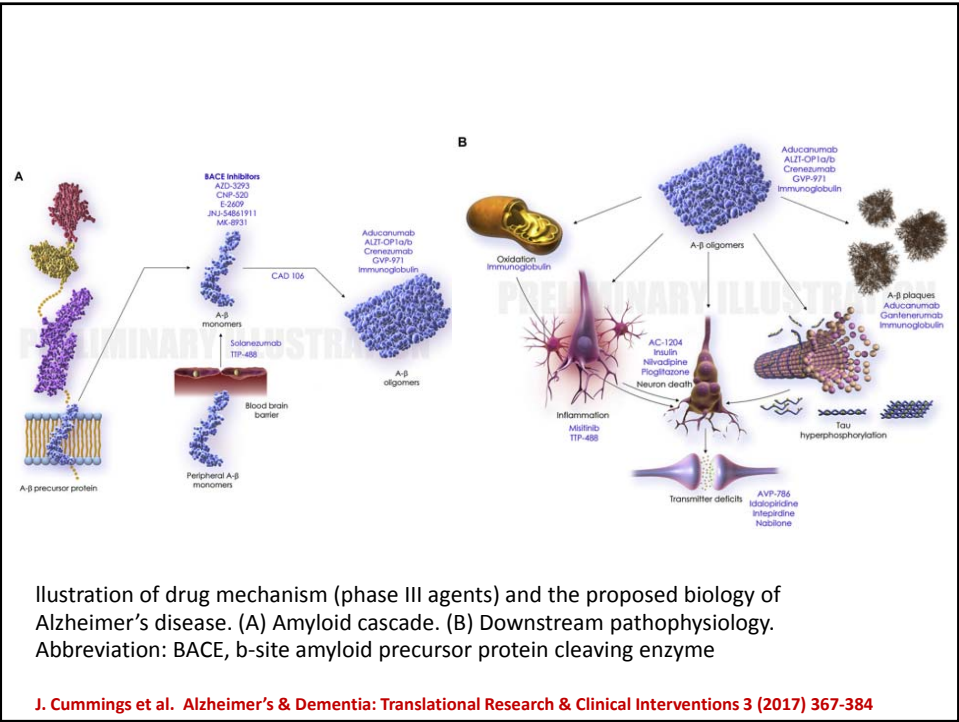 A
BACE Inhibitors
AZD-3293
CNP-520
E-2609
JNJ-54861911
MK-8931
A-β
monomers
CAD 106
Aducanumab
ALZT-OP1a/b
Crenezumab
GVP-971
Immunoglobulin
A-β
oligomers
Solanezumab
TTP-488
Blood brain
barrier
Peripheral A-β
monomers
A-β precursor protein
PRELIMINARY ILLUSTRATION
B
Aducanumab
ALZT-OP1a/b
Crenezumab
GVP-971
Immunoglobulin
A-β oligomers
Oxidation
Immunoglobulin
A-β plaques
Aducanumab
Gantenerumab
Immunoglobulin
PRELIMINARY ILLUSTRA
AC-1204
Insulin
Nilvadipine
Pioglitazone
Neuron death
Inflammation
Misitinib
TTP-488
Tau
hyperphosphorylation
Transmitter deficits
AVP-786
Idalopiridine
Intepirdine
Nabilone
llustration of drug mechanism (phase III agents) and the proposed biology of
Alzheimer’s disease. (A) Amyloid cascade. (B) Downstream pathophysiology.
Abbreviation: BACE, b-site amyloid precursor protein cleaving enzyme
J. Cummings et al. Alzheimer’s & Dementia: Translational Research & Clinical Interventions 3 (2017) 367-384